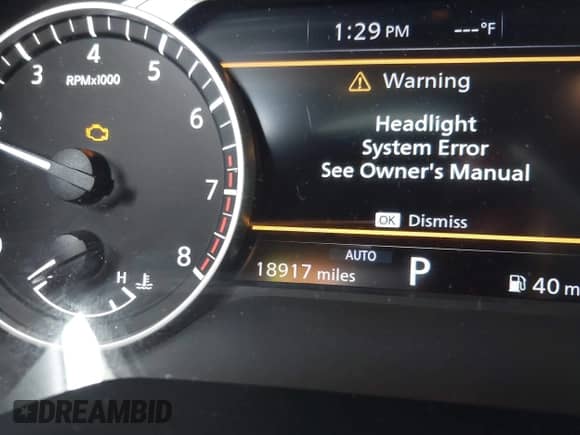 1:29 PM ---°F
Warning
Headlight
System Error
See Owner's Manual
OK Dismiss
AUTO
18917 miles P 40 m
3 4 5 6 7 8
RPMx1000
H
DREAMBID